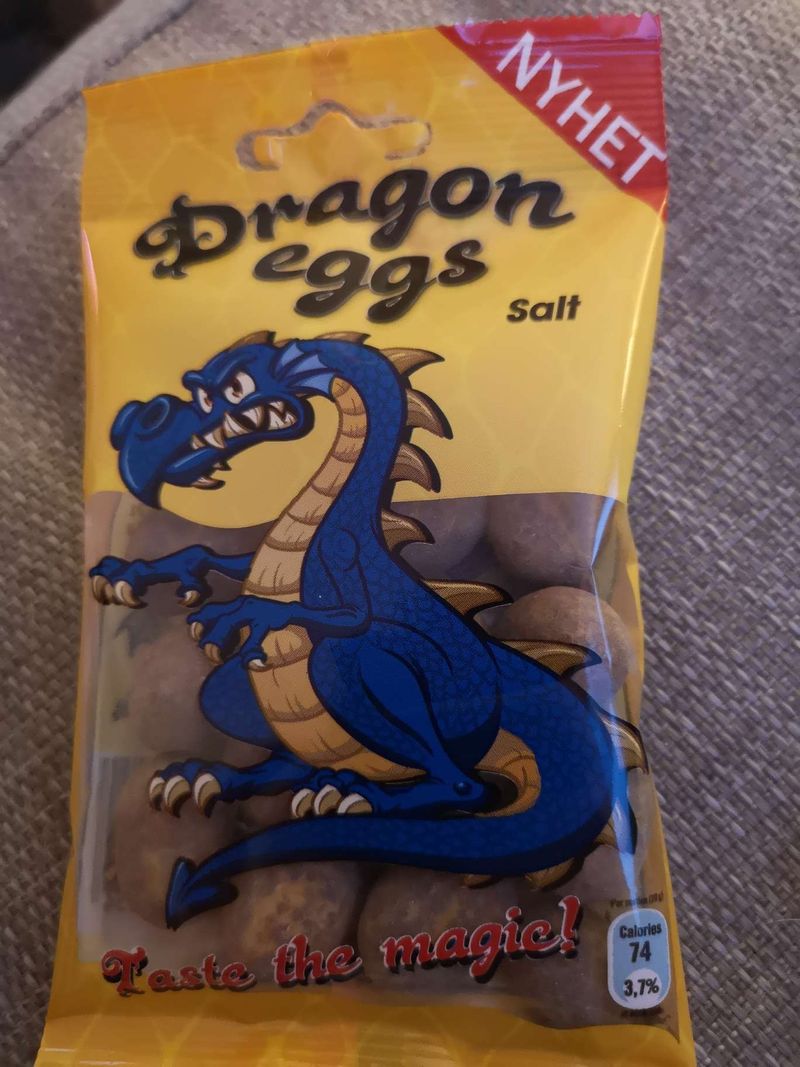 NYHET
Dragon
eggs
Salt
Taste the magic!
Calories
74
3,7%